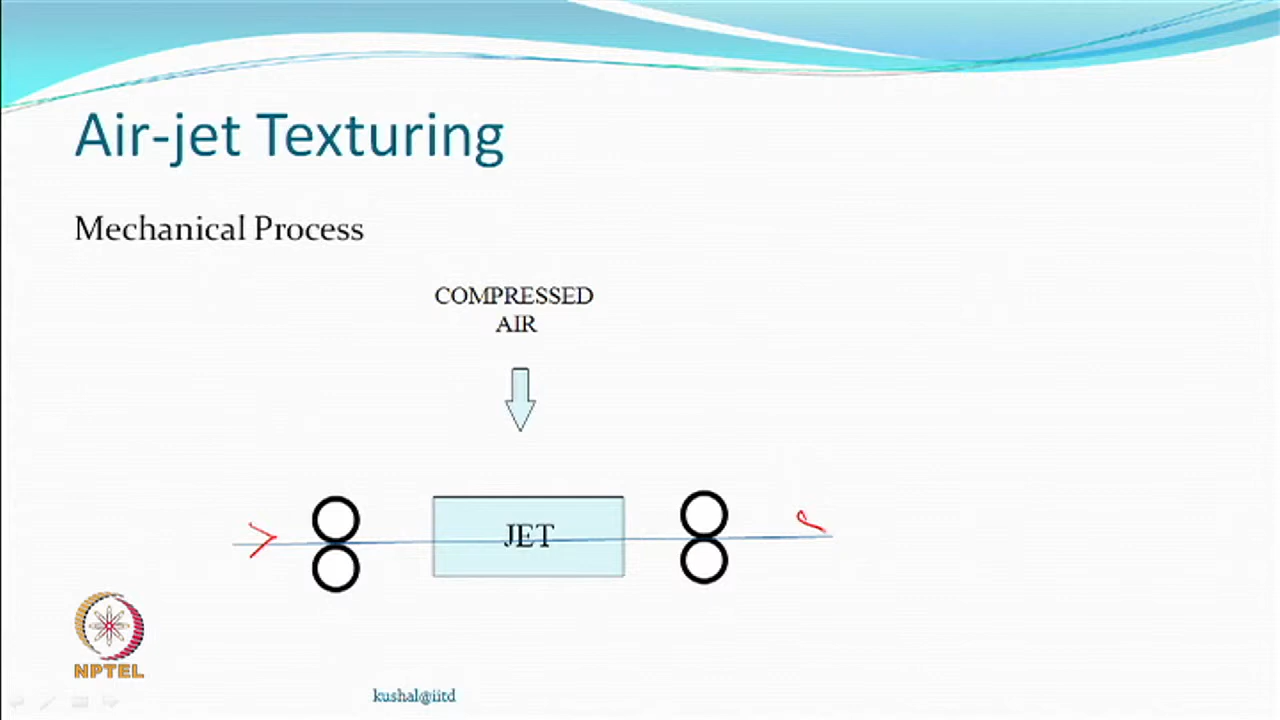 Air-jet Texturing
Mechanical Process
COMPRESSED
AIR
JET
NPTEL
kushal@iitd